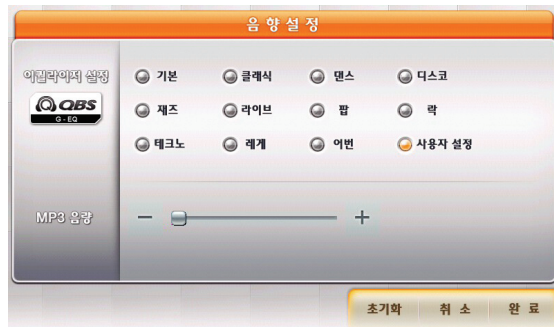 음향설정
이퀄라이저 설정
QBS
G-EQ
기본 클래식 댄스 디스코
재즈 라이브 팝 락
테크노 레게 어번 사용자 설정
MP3 음량
− +
초기화 취 소 완 료